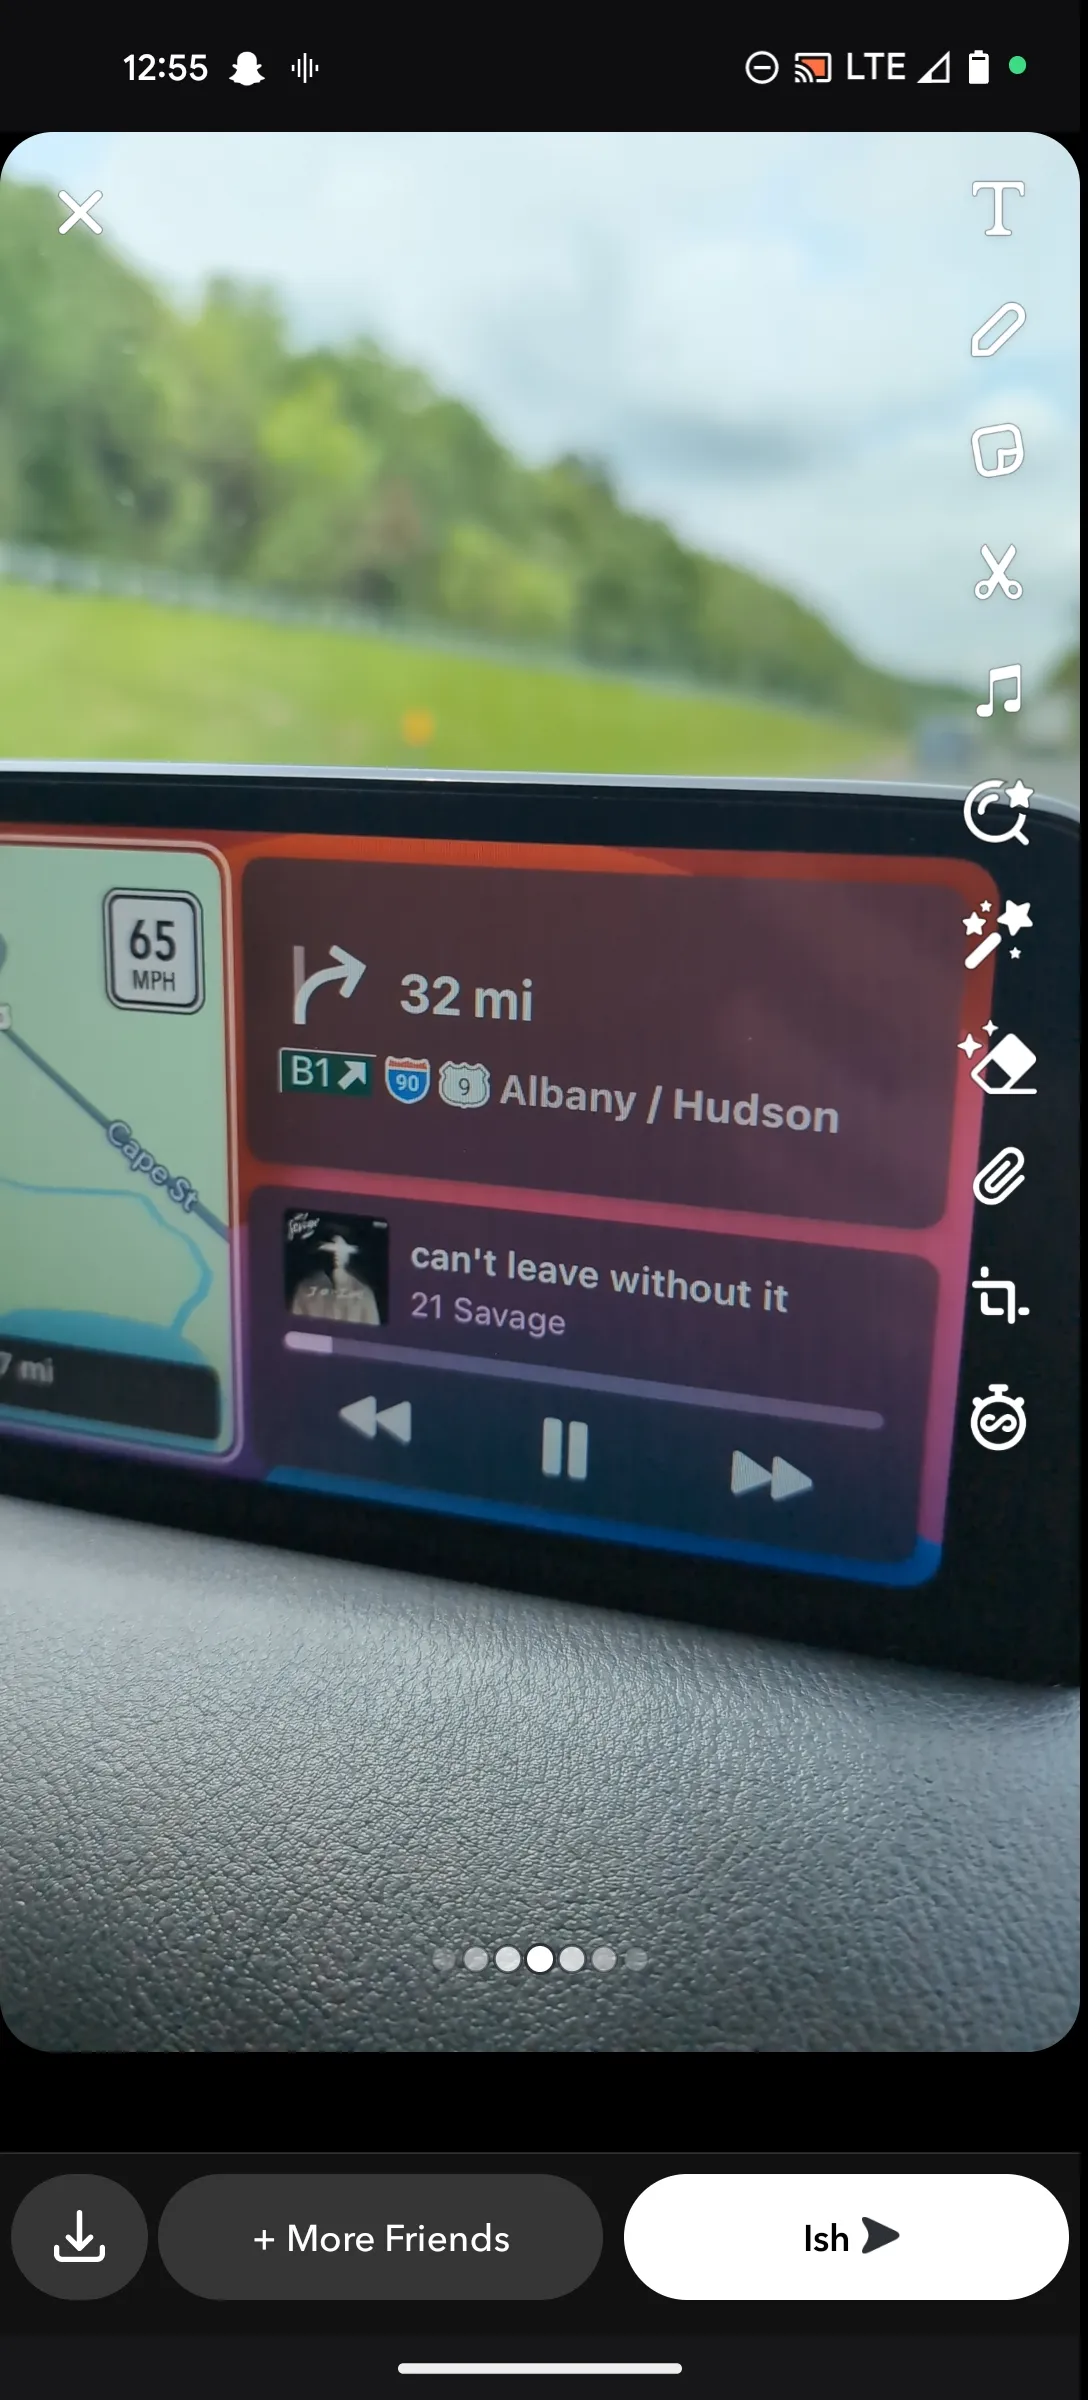 12:55
LTE
65
MPH
32 mi
B1 90 9 Albany / Hudson
Cape St
can't leave without it
21 Savage
7 mi
+ More Friends
Ish